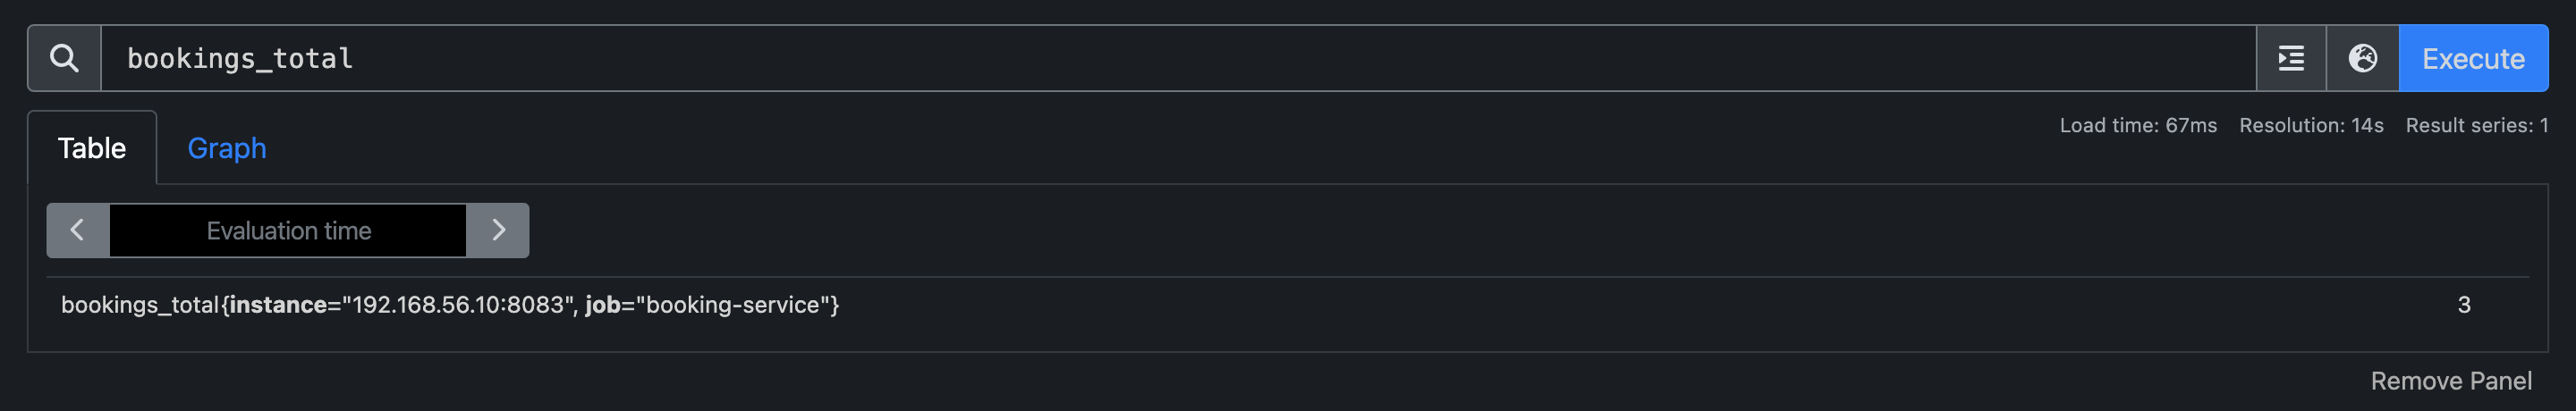 bookings_total
Execute
Table
Graph
Load time: 67ms Resolution: 14s Result series: 1
Evaluation time
bookings_total{instance="192.168.56.10:8083", job="booking-service"} 3
Remove Panel